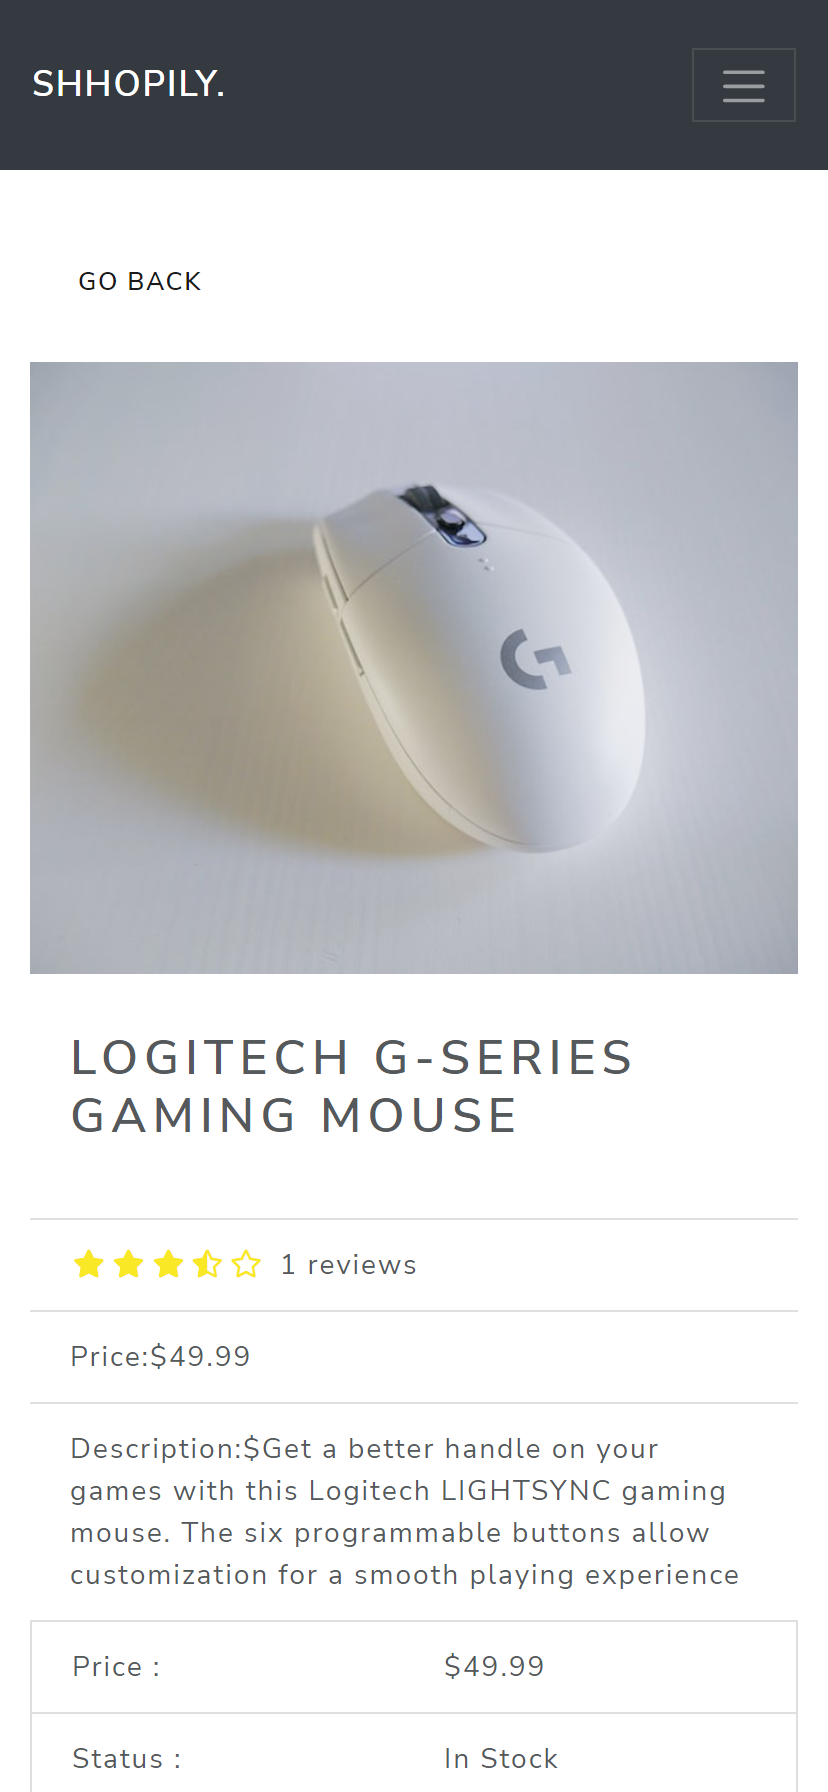 SHHOPILY.
GO BACK
G
LOGITECH G-SERIES
GAMING MOUSE
1 reviews
Price:$49.99
Description:$Get a better handle on your
games with this Logitech LIGHTSYNC gaming
mouse. The six programmable buttons allow
customization for a smooth playing experience
Price : $49.99
Status : In Stock